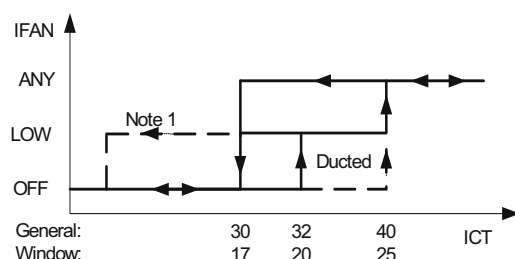 IFAN
ANY
Note 1
LOW
Ducted
OFF
General: 30 32 40 ICT
Window: 17 20 25